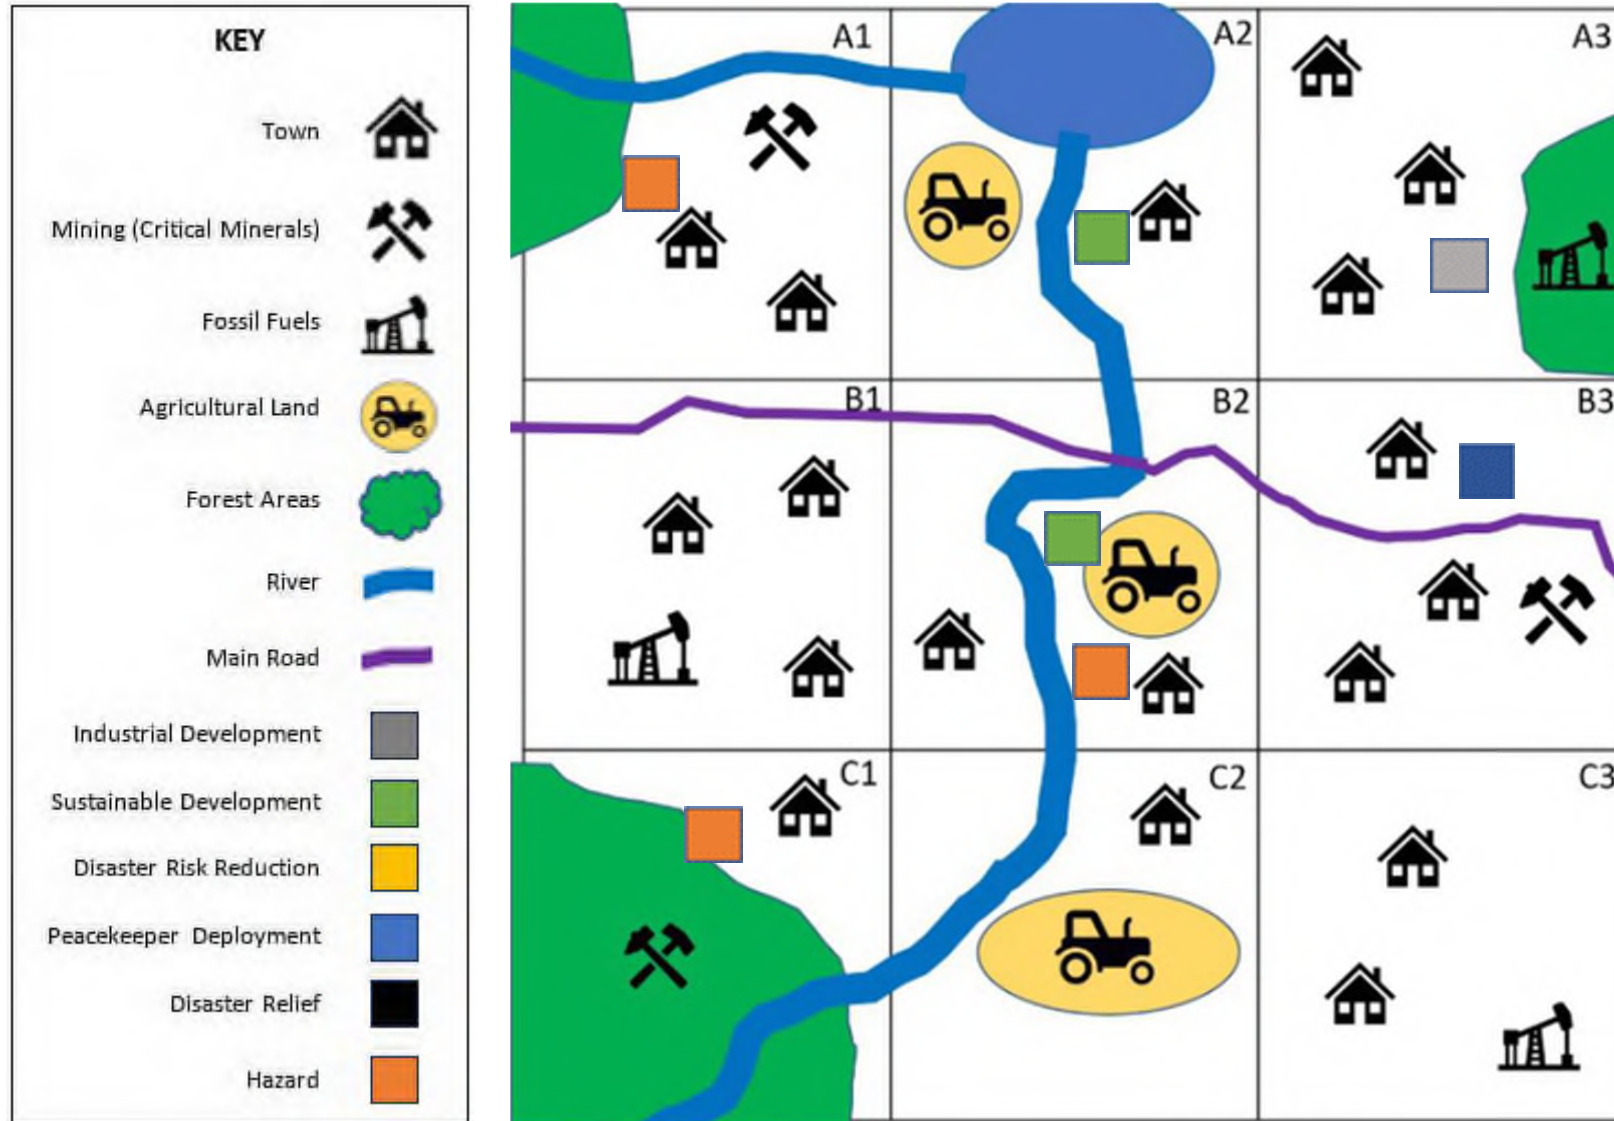 KEY
Town
Mining (Critical Minerals)
Fossil Fuels
Agricultural Land
Forest Areas
River
Main Road
Industrial Development
Sustainable Development
Disaster Risk Reduction
Peacekeeper Deployment
Disaster Relief
Hazard
A1
A2
A3
B1
B2
B3
C1
C2
C3